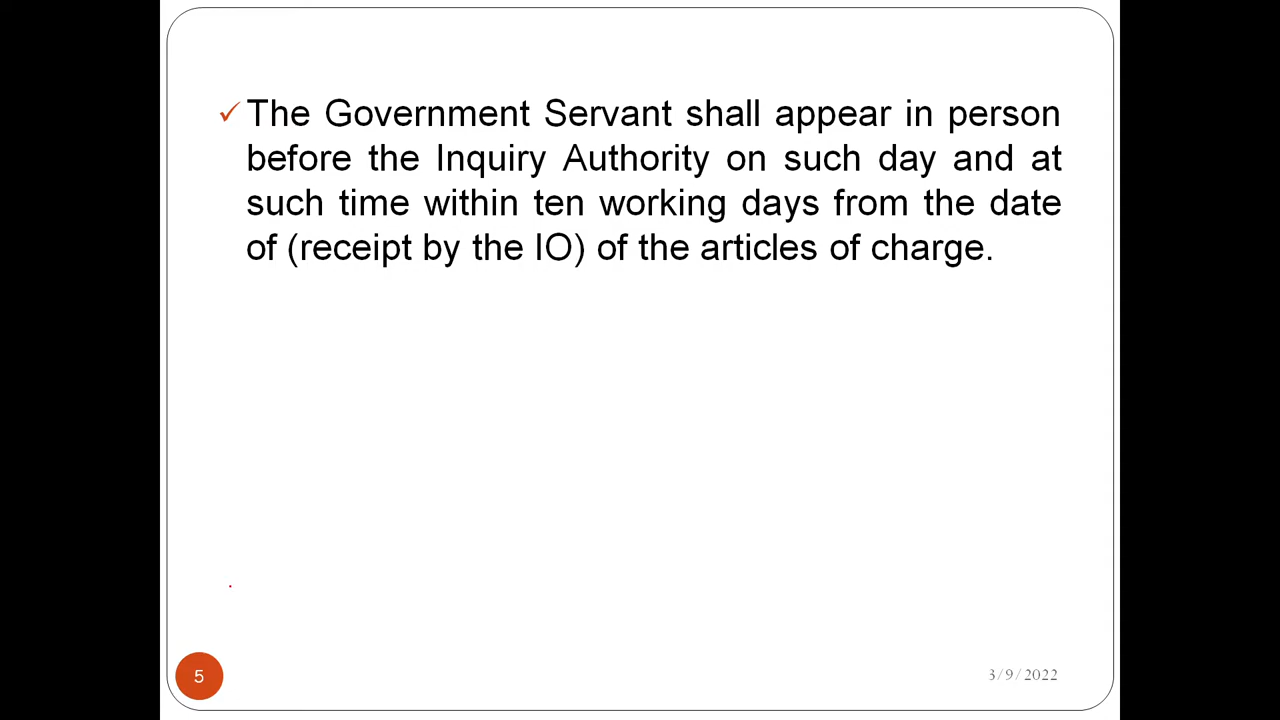 ✓The Government Servant shall appear in person
before the Inquiry Authority on such day and at
such time within ten working days from the date
of (receipt by the IO) of the articles of charge.
.
5
3/9/2022